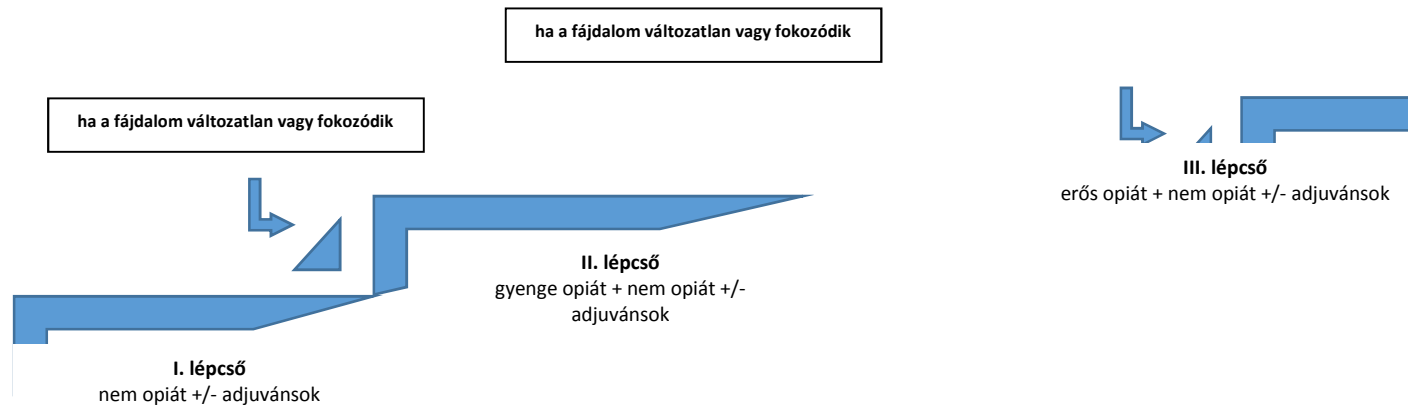 ha a fájdalom változatlan vagy fokozódik
ha a fájdalom változatlan vagy fokozódik
III. lépcső
erős opiát + nem opiát +/- adjuvánsok
II. lépcső
gyenge opiát + nem opiát +/-
adjuvánsok
I. lépcső
nem opiát +/- adjuvánsok